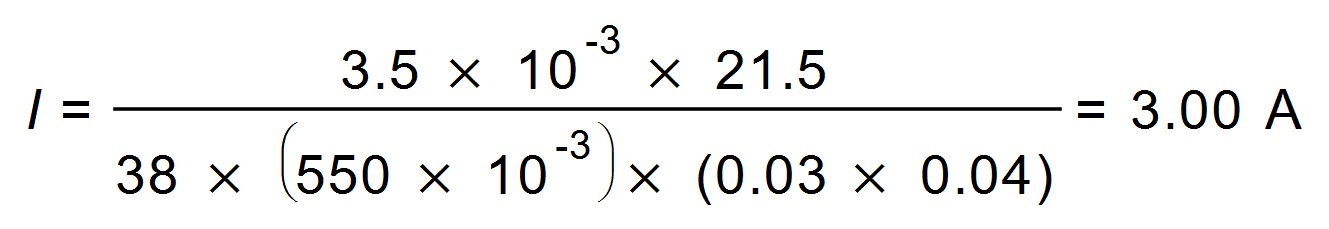 I = 3.5 × 10⁻³ × 21.5 / 38 × (550 × 10⁻³) × (0.03 × 0.04) = 3.00 A